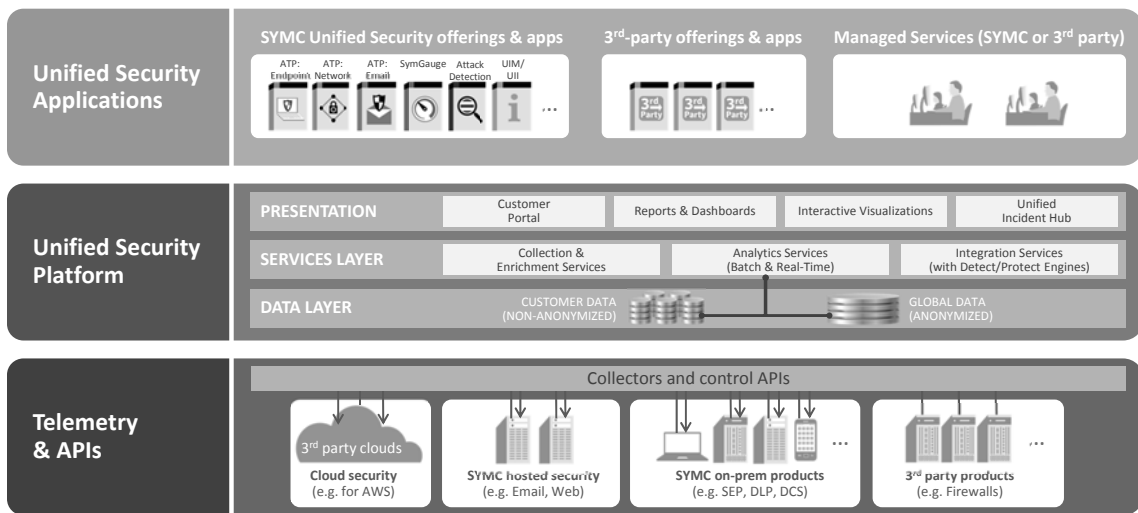 Unified Security
Applications
SYMC Unified Security offerings & apps
ATP:
Endpoint
ATP:
Network
ATP:
Email
SymGauge
Attack
Detection
UIM/
UII
...
3rd-party offerings & apps
3rd
Party
3rd
Party
3rd
Party
...
Managed Services (SYMC or 3rd party)
Unified Security
Platform
PRESENTATION
Customer
Portal
Reports & Dashboards
Interactive Visualizations
Unified
Incident Hub
SERVICES LAYER
Collection &
Enrichment Services
Analytics Services
(Batch & Real-Time)
Integration Services
(with Detect/Protect Engines)
DATA LAYER
CUSTOMER DATA
(NON-ANONYMIZED)
GLOBAL DATA
(ANONYMIZED)
Telemetry
& APIs
Collectors and control APIs
3rd party clouds
Cloud security
(e.g. for AWS)
SYMC hosted security
(e.g. Email, Web)
...
SYMC on-prem products
(e.g. SEP, DLP, DCS)
...
3rd party products
(e.g. Firewalls)